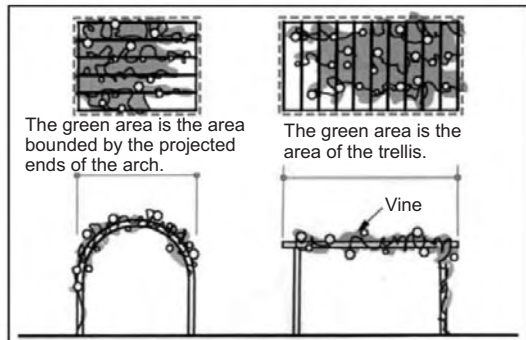 The green area is the area
bounded by the projected
ends of the arch.
The green area is the
area of the trellis.
Vine